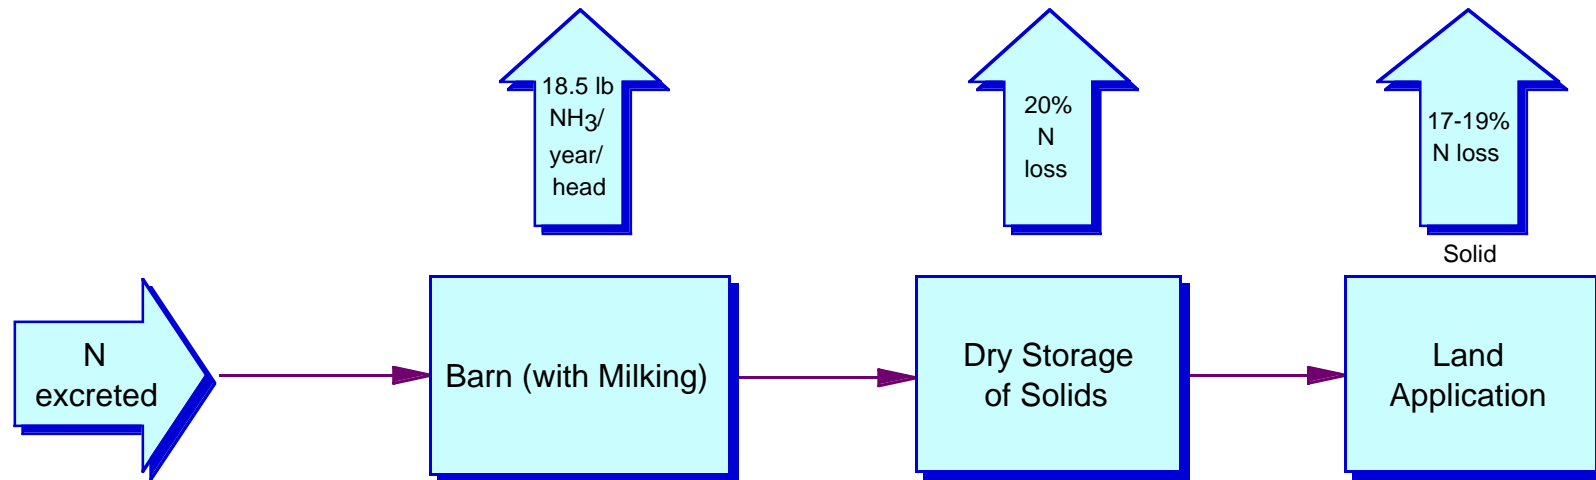 18.5 lb
NH3/
year/
head
20%
N
loss
17-19%
N loss
Solid
N
excreted
Barn (with Milking)
Dry Storage
of Solids
Land
Application